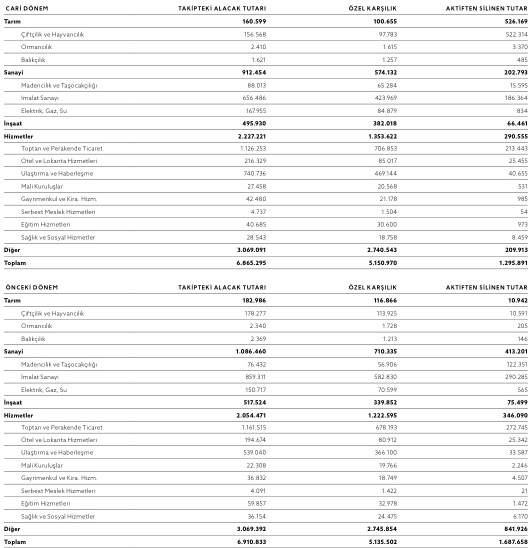 CARİ DÖNEM TAKİPTEKİ ALACAK TUTARI ÖZEL KARŞILIK AKTİFTEN SİLİNEN TUTAR
Tarım 160.599 100.655 526.169
Çiftçilik ve Hayvancılık 156.568 97.783 522.314
Ormancılık 2.410 1.615 3.370
Balıkçılık 1.621 1.257 485
Sanayi 912.454 574.132 202.793
Madencilik ve Taşocakçılığı 88.013 65.284 15.595
İmalat Sanayi 656.486 423.969 186.364
Elektrik, Gaz, Su 167.955 84.879 834
İnşaat 495.930 382.018 66.461
Hizmetler 2.227.221 1.353.622 290.555
Toptan ve Perakende Ticaret 1.126.253 706.853 213.443
Otel ve Lokanta Hizmetleri 216.329 85.017 25.455
Ulaştırma ve Haberleşme 740.736 469.144 40.655
Mali Kuruluşlar 27.458 20.568 531
Gayrimenkul ve Kira. Hizm. 42.480 21.178 985
Serbest Meslek Hizmetleri 4.737 1.504 54
Eğitim Hizmetleri 40.685 30.600 973
Sağlık ve Sosyal Hizmetler 28.543 18.758 8.459
Diğer 3.069.091 2.740.543 209.913
Toplam 6.865.295 5.150.970 1.295.891
ÖNCEKİ DÖNEM TAKİPTEKİ ALACAK TUTARI ÖZEL KARŞILIK AKTİFTEN SİLİNEN TUTAR
Tarım 182.986 116.866 10.942
Çiftçilik ve Hayvancılık 178.277 113.925 10.591
Ormancılık 2.340 1.728 205
Balıkçılık 2.369 1.213 146
Sanayi 1.086.460 710.335 413.201
Madencilik ve Taşocakçılığı 76.432 56.906 122.351
İmalat Sanayi 859.311 582.830 290.285
Elektrik, Gaz, Su 150.717 70.599 565
İnşaat 517.524 339.852 75.499
Hizmetler 2.054.471 1.222.595 346.090
Toptan ve Perakende Ticaret 1.161.515 678.193 272.745
Otel ve Lokanta Hizmetleri 194.674 80.912 25.342
Ulaştırma ve Haberleşme 539.040 366.100 33.587
Mali Kuruluşlar 22.308 19.766 2.246
Gayrimenkul ve Kira. Hizm. 36.832 18.749 4.507
Serbest Meslek Hizmetleri 4.091 1.422 21
Eğitim Hizmetleri 59.857 32.978 1.472
Sağlık ve Sosyal Hizmetler 36.154 24.475 6.170
Diğer 3.069.392 2.745.854 841.926
Toplam 6.910.833 5.135.502 1.687.658